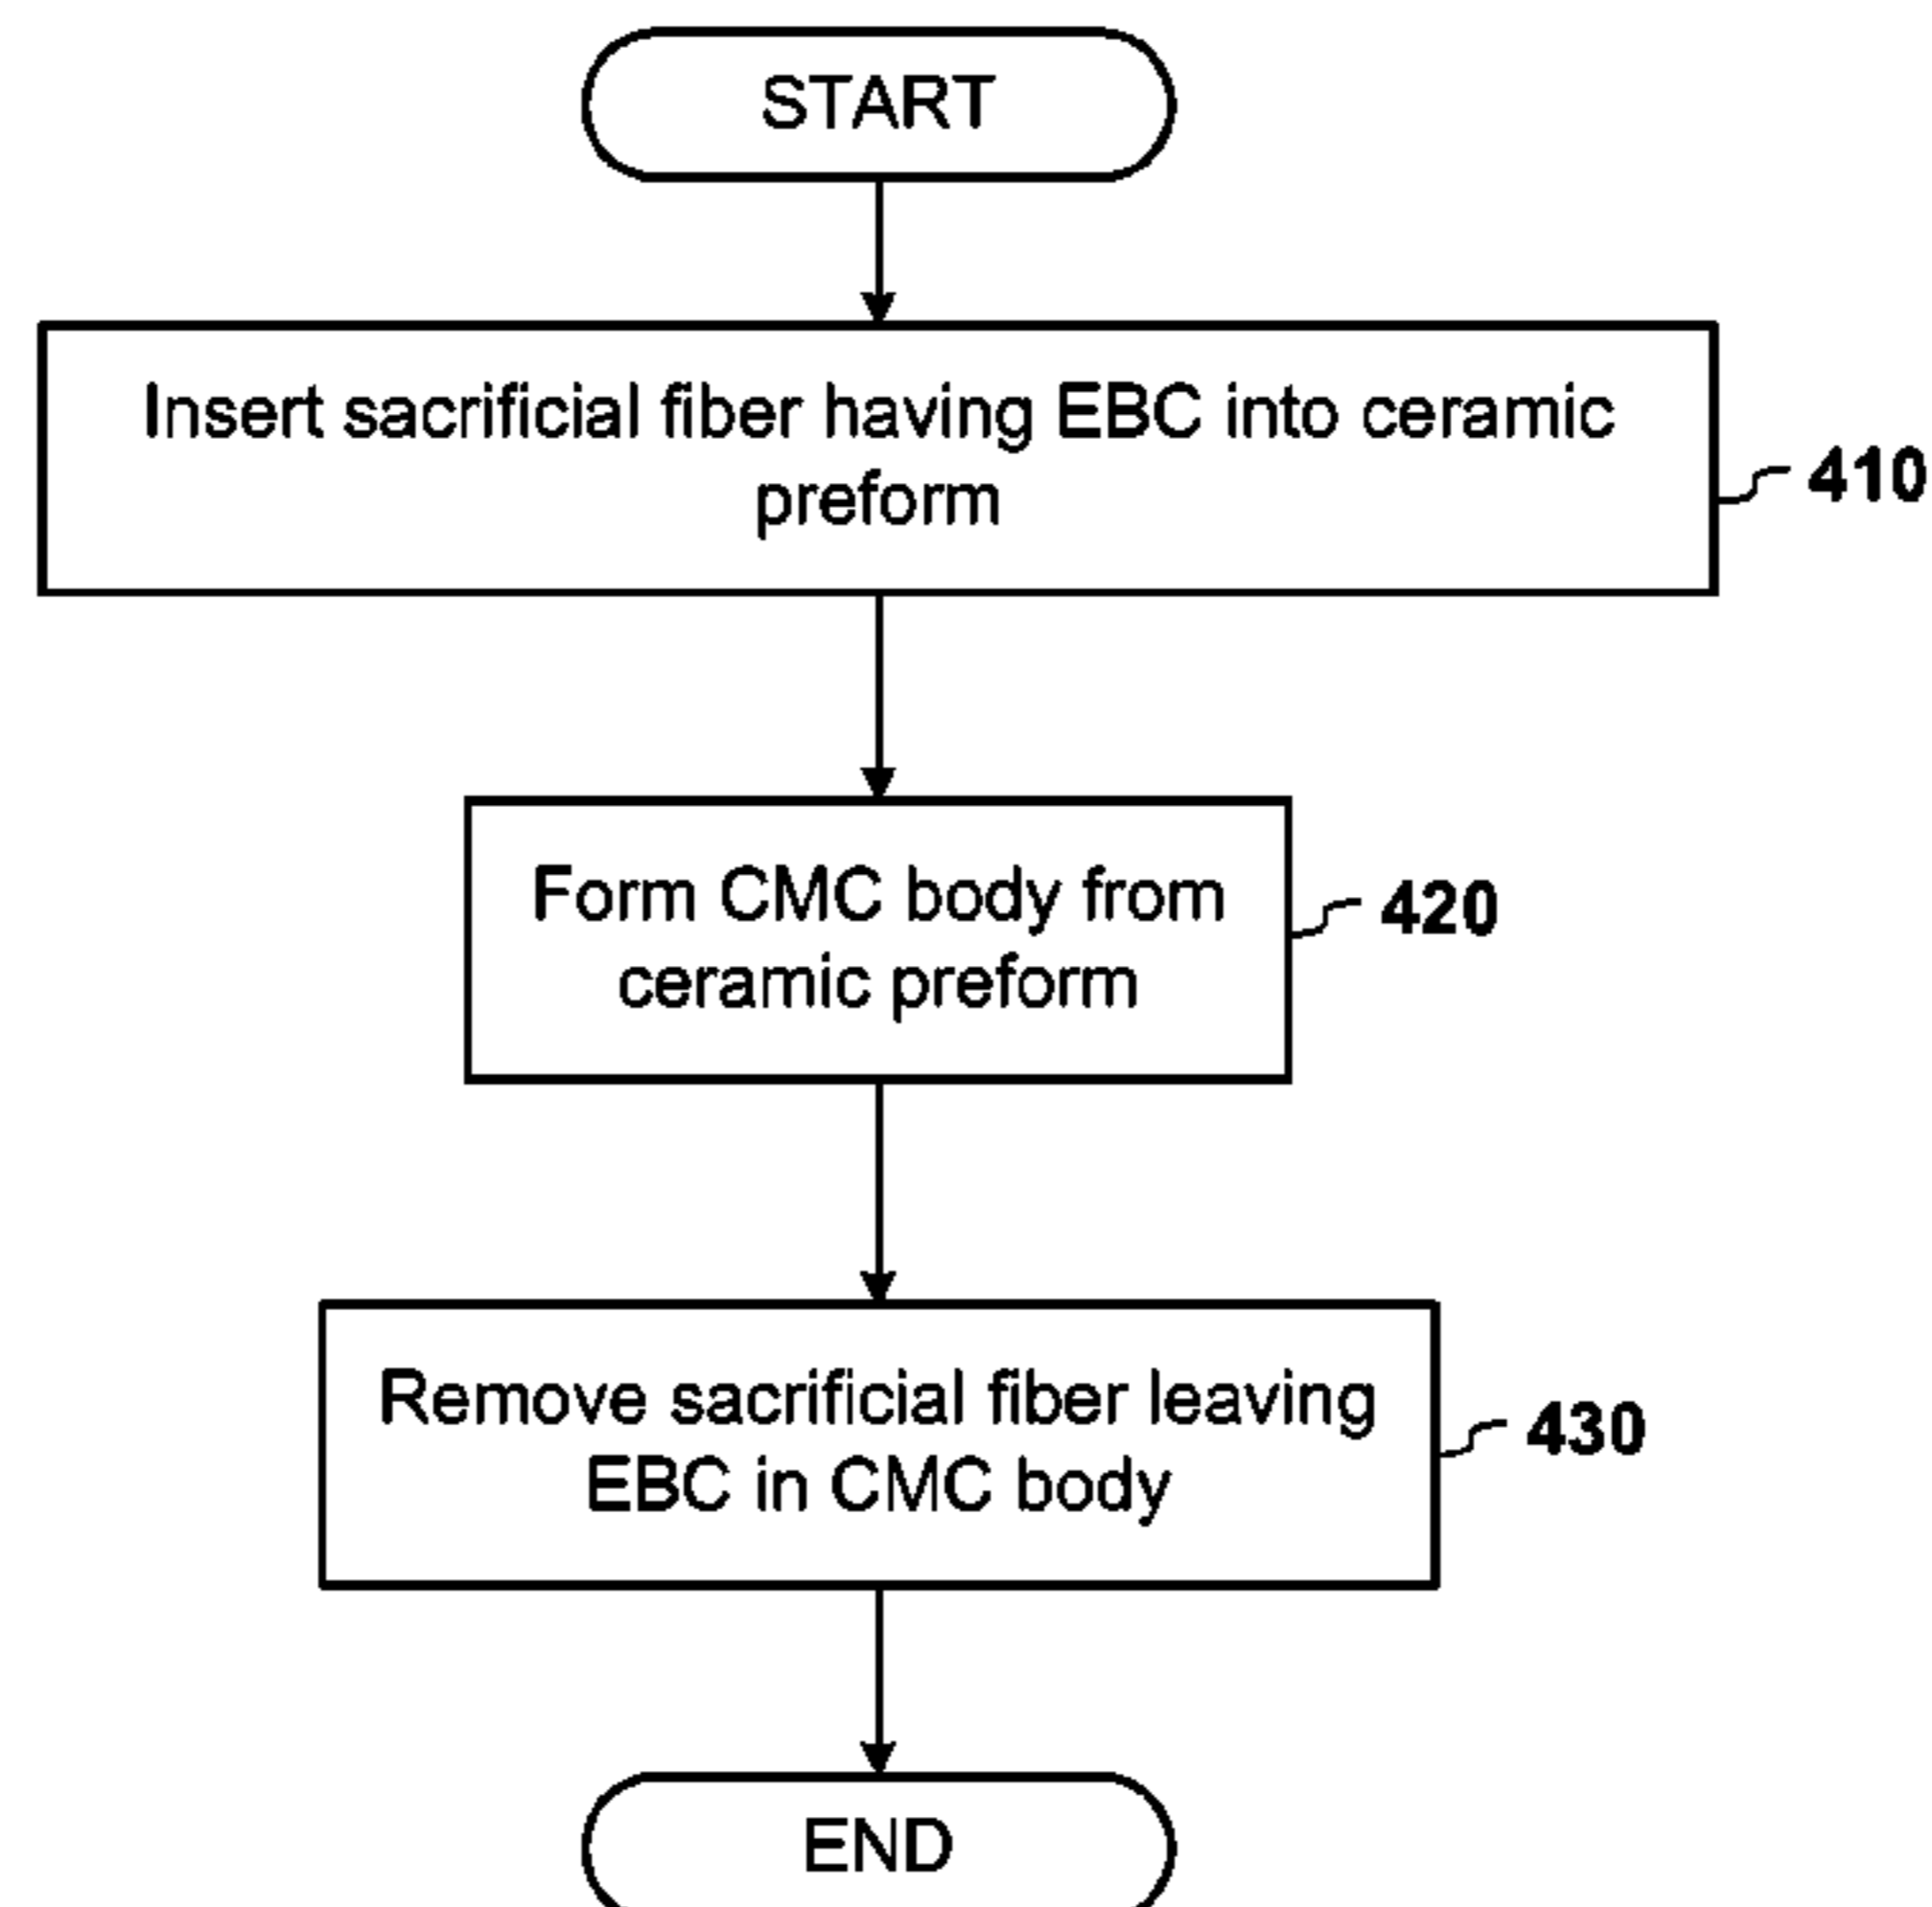 START
Insert sacrificial fiber having EBC into ceramic
preform
410
Form CMC body from
ceramic preform
420
Remove sacrificial fiber leaving
EBC in CMC body
430
END